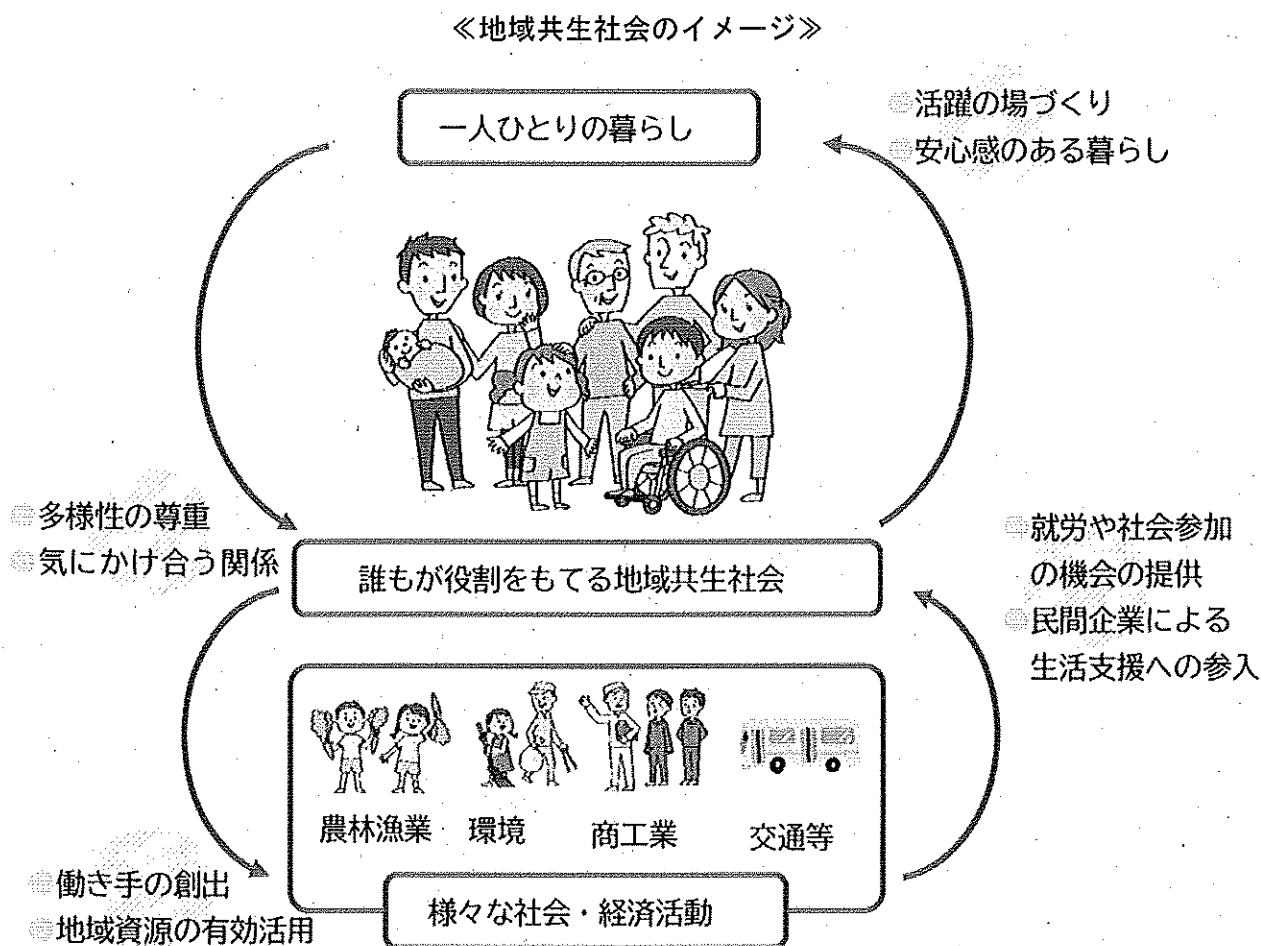 ≪地域共生社会のイメージ≫
一人ひとりの暮らし
活躍の場づくり
安心感のある暮らし
多様性の尊重
気にかけ合う関係
誰もが役割をもてる地域共生社会
就労や社会参加
の機会の提供
民間企業による
生活支援への参入
農林漁業
環境
商工業
交通等
働き手の創出
地域資源の有効活用
様々な社会・経済活動